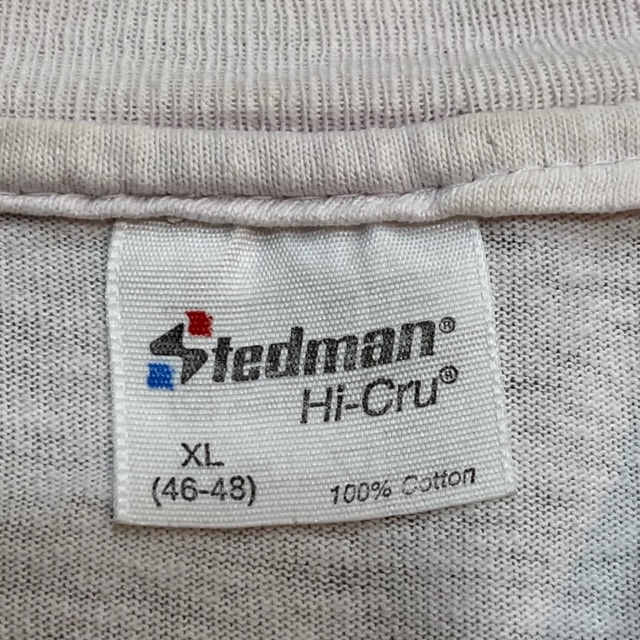 Stedman®
Hi-Cru®
XL
(46-48)
100% Cotton